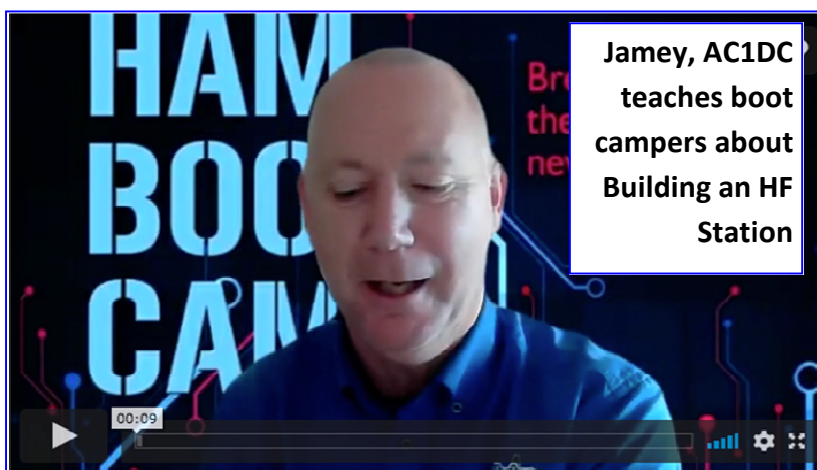 HAM
BOO
CAM
Jamey, AC1DC
teaches boot
campers about
Building an HF
Station
00:09